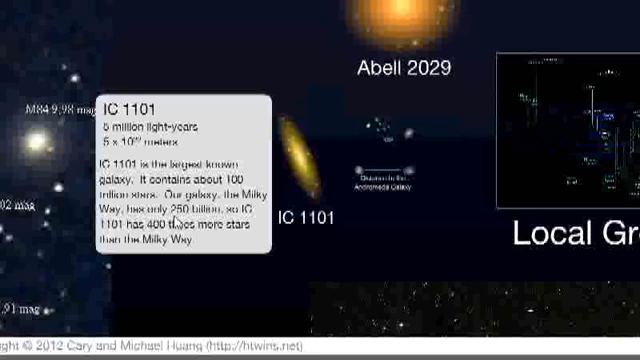 Abell 2029
M84 9.98 mag
IC 1101
5 million light-years
meters
IC 1101 is the largest known
galaxy. It contains about 100
trillion stars. Our galaxy, the Milky
Way, has only 250 billion, so IC
1101 has 400 times more stars
than the Milky Way.
Andromeda Galaxy
02 mag
IC 1101
Local Gr
.91 mag
ght © 2012 Cary and Michael Huang (http://htwins.net)